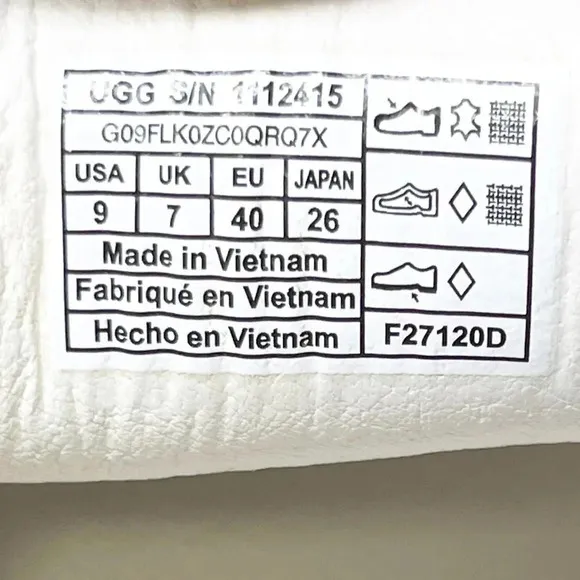 UGG S/N 1112415
G09FLK0ZC0QRQ7X
USA UK EU JAPAN
9 7 40 26
Made in Vietnam
Fabriqué en Vietnam
Hecho en Vietnam
F27120D